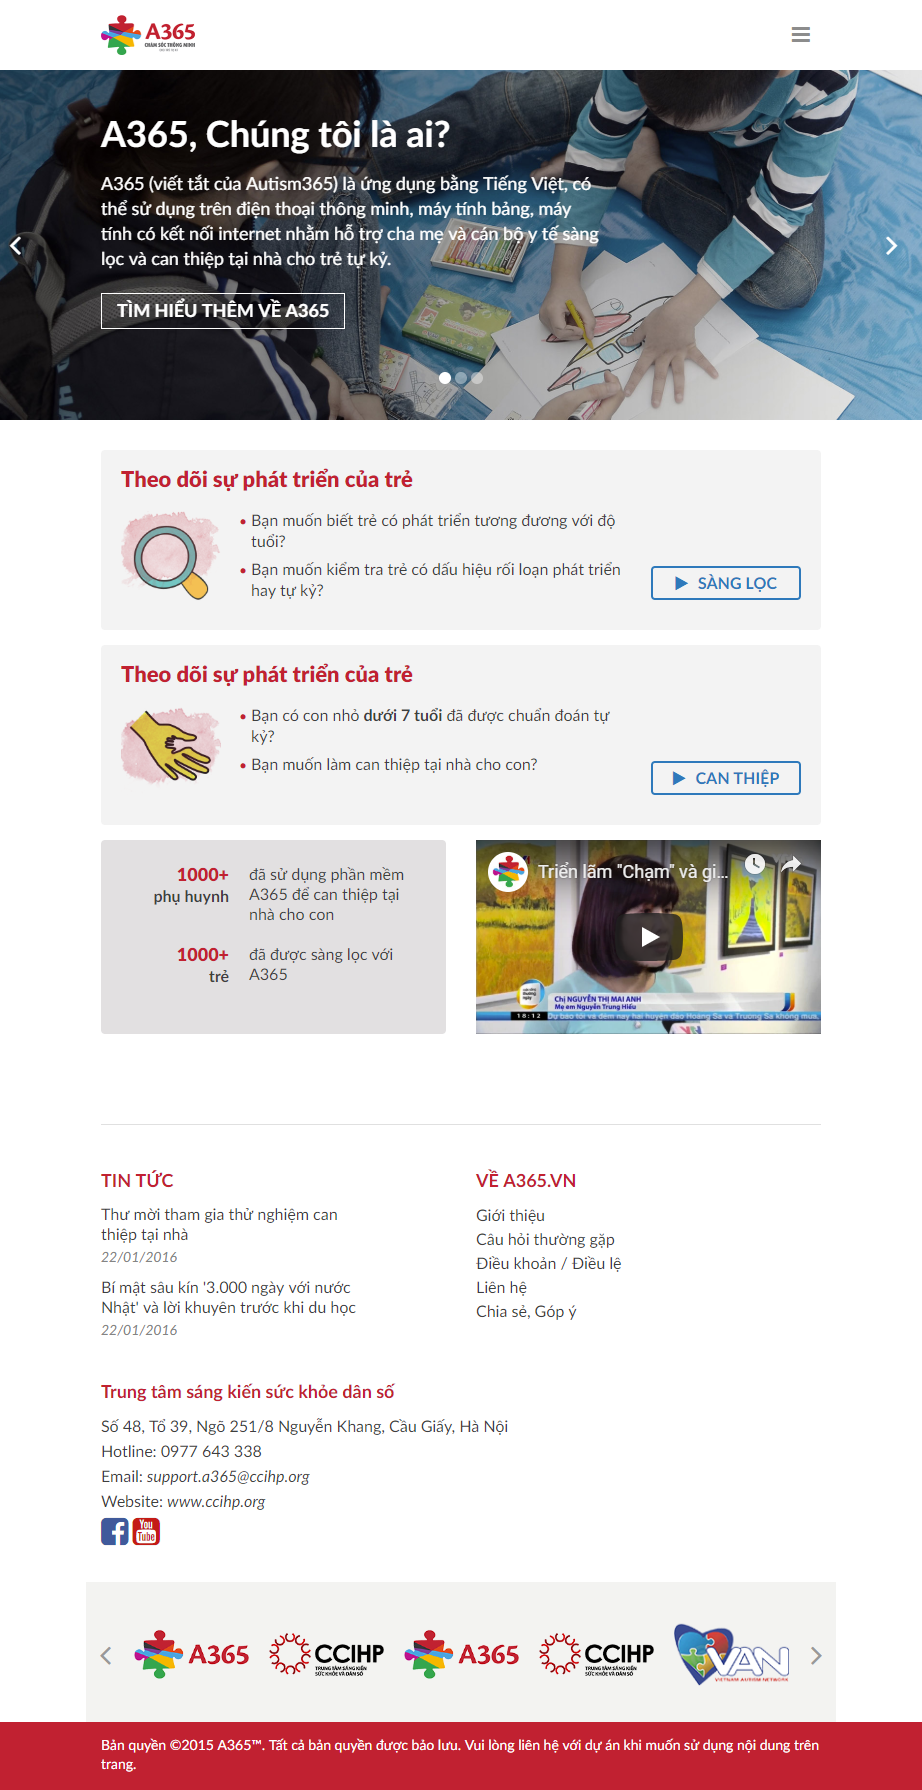 A365
CHĂM SÓC THÔNG MINH
A365, Chúng tôi là ai?
A365 (viết tắt của Autism365) là ứng dụng bằng Tiếng Việt, có
thể sử dụng trên điện thoại thông minh, máy tính bảng, máy
tính có kết nối internet nhằm hỗ trợ cha mẹ và cán bộ y tế sàng
lọc và can thiệp tại nhà cho trẻ tự kỷ.
TÌM HIỂU THÊM VỀ A365
Theo dõi sự phát triển của trẻ
• Bạn muốn biết trẻ có phát triển tương đương với độ
tuổi?
• Bạn muốn kiểm tra trẻ có dấu hiệu rối loạn phát triển
hay tự kỷ?
SÀNG LỌC
Theo dõi sự phát triển của trẻ
• Bạn có con nhỏ dưới 7 tuổi đã được chuẩn đoán tự
kỷ?
• Bạn muốn làm can thiệp tại nhà cho con?
CAN THIỆP
1000+
phụ huynh
đã sử dụng phần mềm
A365 để can thiệp tại
nhà cho con
1000+
trẻ
đã được sàng lọc với
A365
Triển lãm "Chạm" và gi...
Chị NGUYỄN THỊ MAI ANH
Mẹ em Nguyễn Trung Hiếu
18:12
Dự báo tối và đêm nay hai huyện đảo Hoàng Sa và Trường Sa không mưa,
VTV
TIN TỨC
Thư mời tham gia thử nghiệm can
thiệp tại nhà
22/01/2016
Bí mật sâu kín '3.000 ngày với nước
Nhật' và lời khuyên trước khi du học
22/01/2016
VỀ A365.VN
Giới thiệu
Câu hỏi thường gặp
Điều khoản / Điều lệ
Liên hệ
Chia sẻ, Góp ý
Trung tâm sáng kiến sức khỏe dân số
Số 48, Tổ 39, Ngõ 251/8 Nguyễn Khang, Cầu Giấy, Hà Nội
Hotline: 0977 643 338
Email: support.a365@ccihp.org
Website: www.ccihp.org
You
Tube
A365
CCIHP
TRUNG TÂM SÁNG KIẾN
SỨC KHỎE VÀ DÂN SỐ
A365
CCIHP
TRUNG TÂM SÁNG KIẾN
SỨC KHỎE VÀ DÂN SỐ
VAN
VIETNAM AUTISM NETWORK
Bản quyền ©2015 A365™. Tất cả bản quyền được bảo lưu. Vui lòng liên hệ với dự án khi muốn sử dụng nội dung trên
trang.